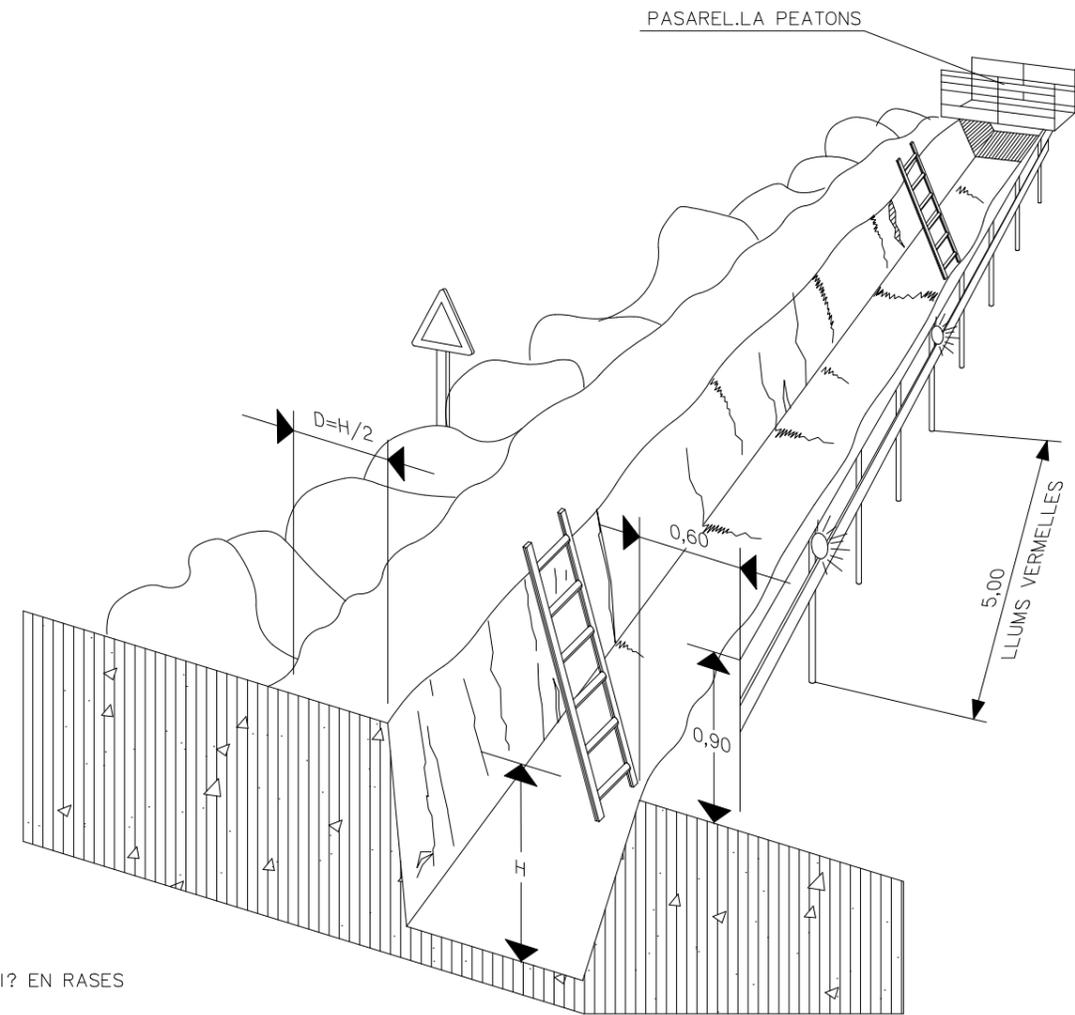 PASAREL.LA PEATONS
D=H/2
0,60
5,00
LLUMS VERMELLES
0,90
H
I? EN RASES